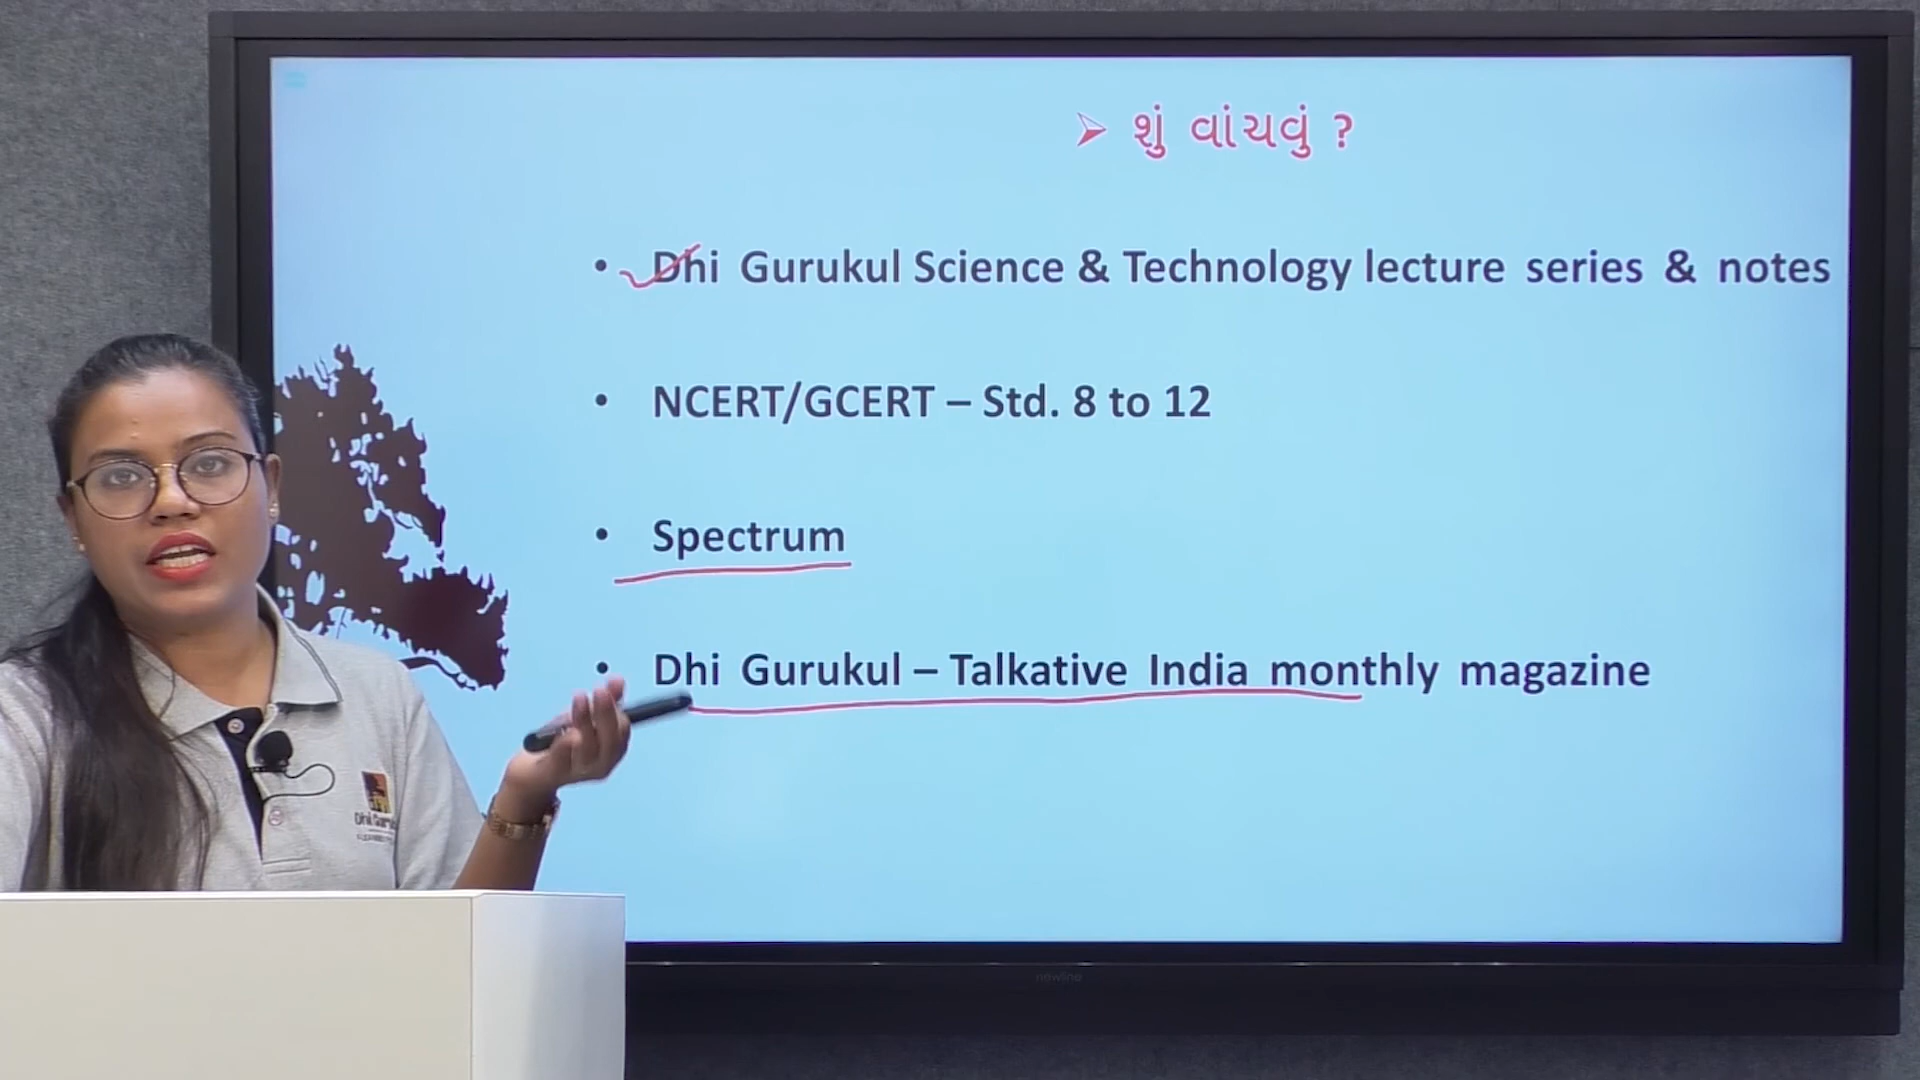 ➢ શું વાંચવું ?
• Dhi Gurukul Science & Technology lecture series & notes
• NCERT/GCERT – Std. 8 to 12
• Spectrum
• Dhi Gurukul – Talkative India monthly magazine
newline